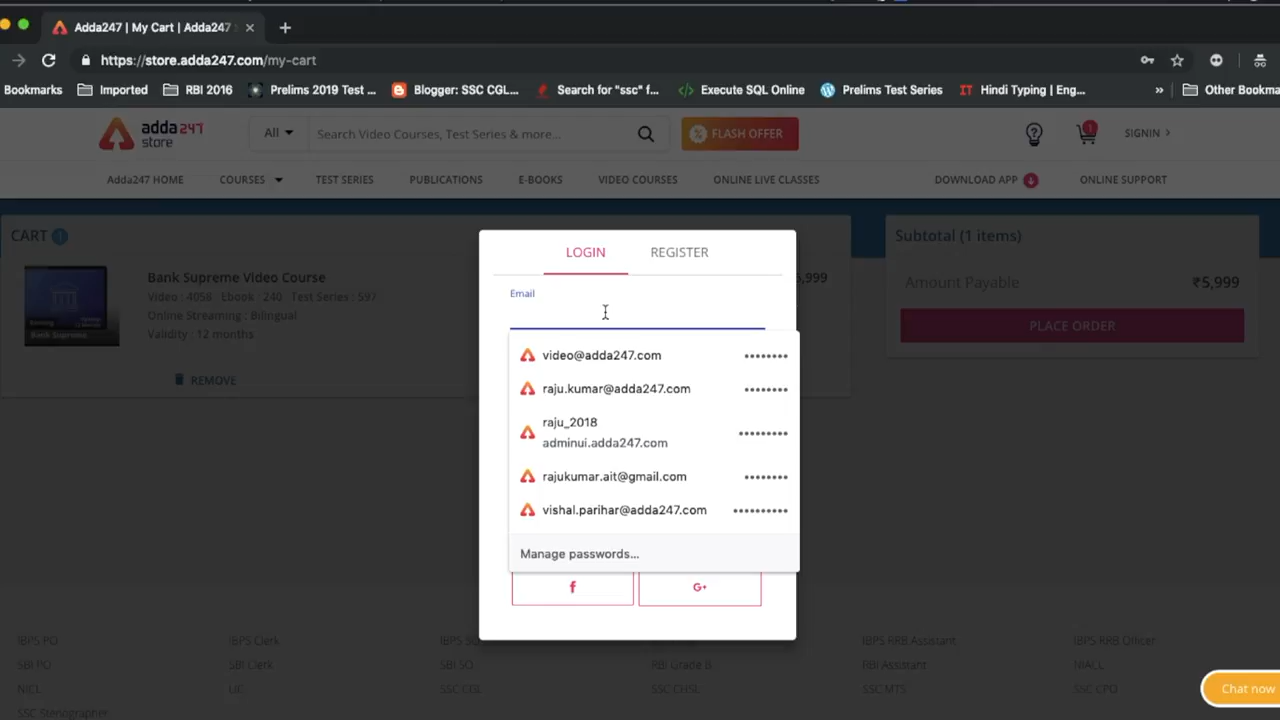 Adda247 | My Cart | Adda247
https://store.adda247.com/my-cart
Bookmarks Imported RBI 2016 Prelims 2019 Test ... Blogger: SSC CGL... Search for "ssc" f... Execute SQL Online Prelims Test Series Hindi Typing | Eng... » Other Bookma
adda247 store All Search Video Courses, Test Series & more... FLASH OFFER 1 SIGNIN
Adda247 HOME COURSES TEST SERIES PUBLICATIONS E-BOOKS VIDEO COURSES ONLINE LIVE CLASSES DOWNLOAD APP ONLINE SUPPORT
CART 1
Bank Supreme Video Course
Video : 4058 Ebook : 240 Test Series : 597
Online Streaming : Bilingual
Validity : 12 months
Bank Supreme
5,999
REMOVE
Subtotal (1 items)
Amount Payable ₹5,999
PLACE ORDER
LOGIN REGISTER
Email
video@adda247.com ••••••••
raju.kumar@adda247.com ••••••••
raju_2018 •••••••••
adminui.adda247.com
rajukumar.ait@gmail.com ••••••••
vishal.parihar@adda247.com ••••••••••
Manage passwords...
f G+
IBPS PO IBPS Clerk IBPS RRB Assistant IBPS RRB Officer
SBI PO SBI Clerk SBI SO RBI Grade B RBI Assistant NIACL
NICL LIC SSC CGL SSC CHSL SSC MTS SSC CPO
SSC Stenographer
Chat now